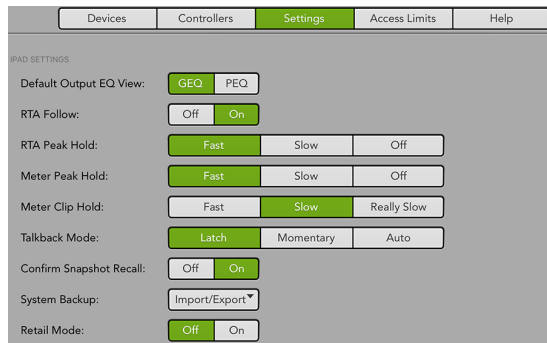 Devices Controllers Settings Access Limits Help
IPAD SETTINGS
Default Output EQ View: GEQ PEQ
RTA Follow: Off On
RTA Peak Hold: Fast Slow Off
Meter Peak Hold: Fast Slow Off
Meter Clip Hold: Fast Slow Really Slow
Talkback Mode: Latch Momentary Auto
Confirm Snapshot Recall: Off On
System Backup: Import/Export
Retail Mode: Off On